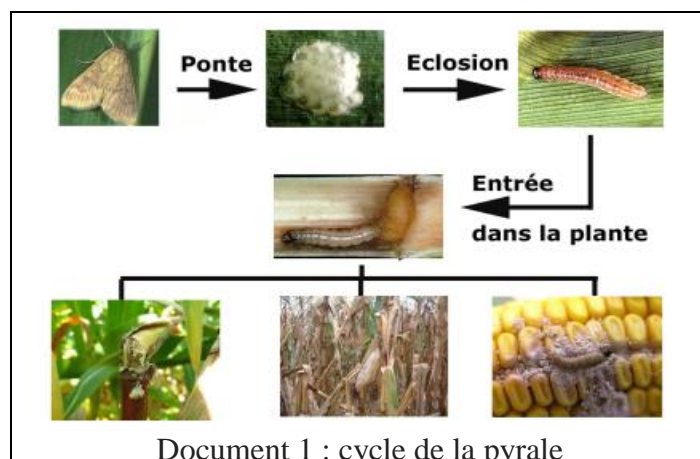 Ponte
Eclosion
Entrée
dans la plante
Document 1 : cycle de la pyrale